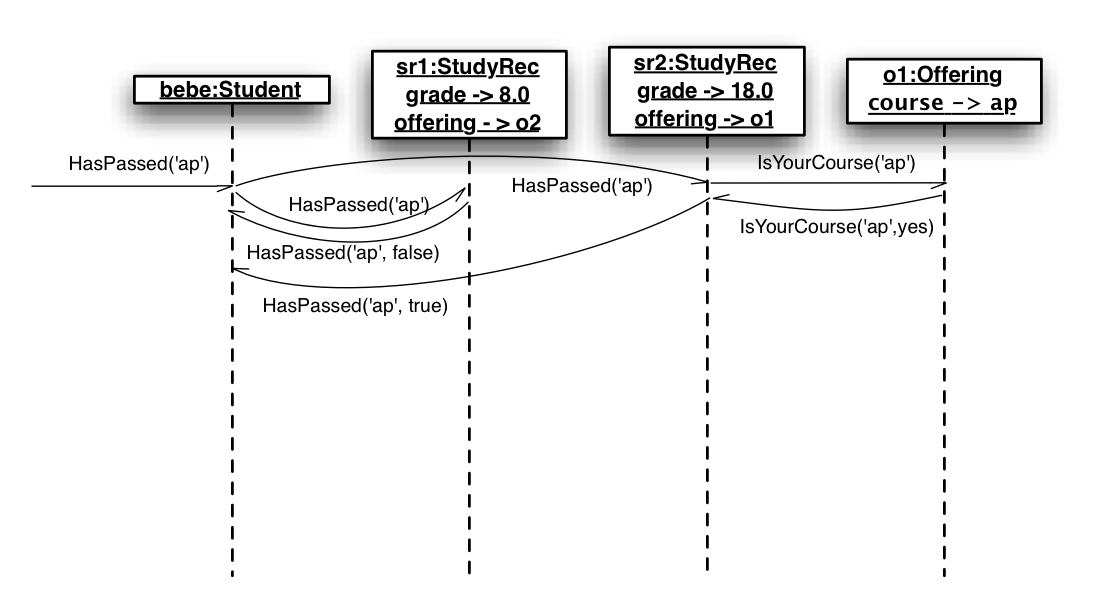 bebe:Student
sr1:StudyRec
grade -> 8.0
offering - > o2
sr2:StudyRec
grade -> 18.0
offering -> o1
o1:Offering
course -> ap
HasPassed('ap')
IsYourCourse('ap')
HasPassed('ap')
HasPassed('ap')
IsYourCourse('ap',yes)
HasPassed('ap', false)
HasPassed('ap', true)